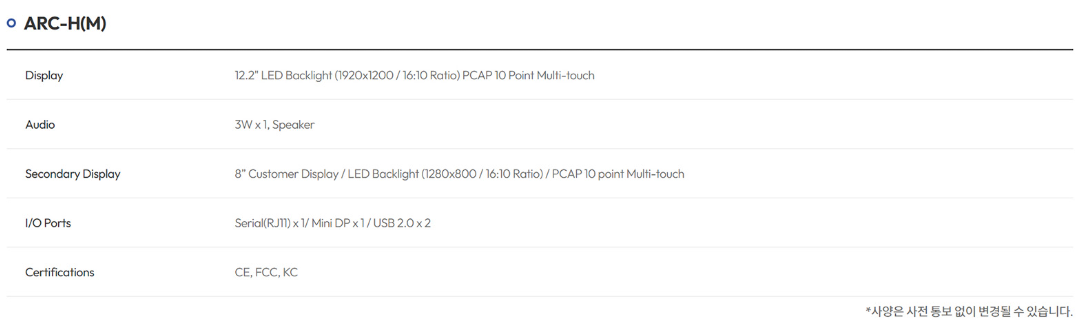 ARC-H(M)
Display 12.2" LED Backlight (1920x1200 / 16:10 Ratio) PCAP 10 Point Multi-touch
Audio 3W x 1, Speaker
Secondary Display 8" Customer Display / LED Backlight (1280x800 / 16:10 Ratio) / PCAP 10 point Multi-touch
I/O Ports Serial(RJ11) x 1/ Mini DP x 1 / USB 2.0 x 2
Certifications CE, FCC, KC
*사양은 사전 통보 없이 변경될 수 있습니다.